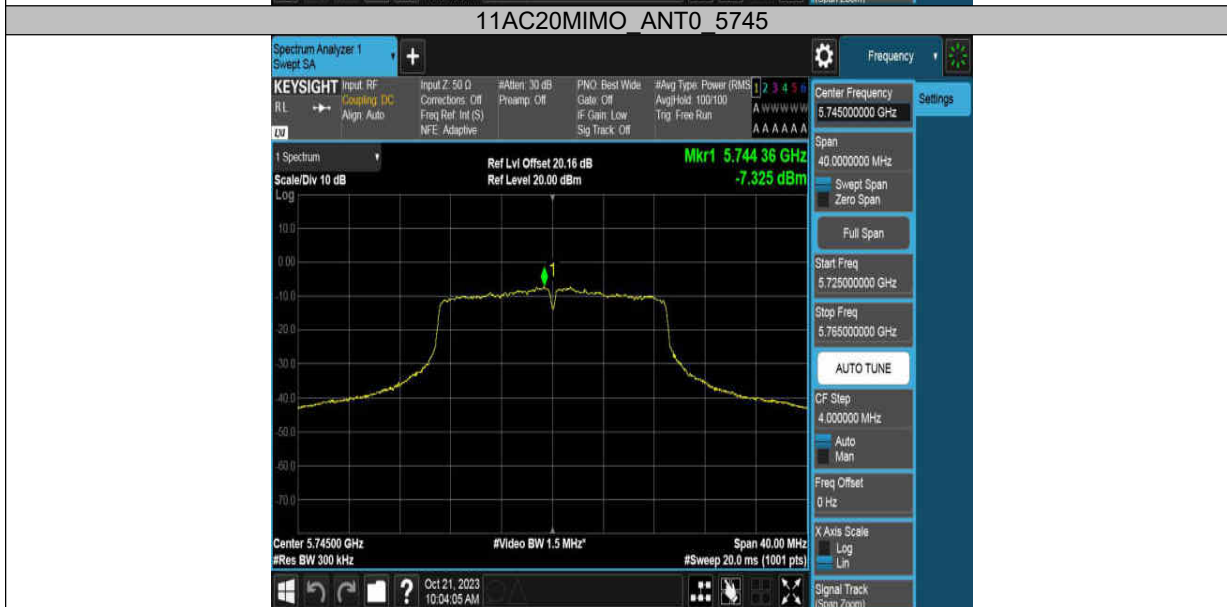 11AC20MIMO_ANT0_5745
Spectrum Analyzer 1
Swept SA
+
Frequency
KEYSIGHT
RL
LXI
Input: RF
Coupling: DC
Align: Auto
Input Z: 50 Ω
Corrections: Off
Freq Ref: Int (S)
NFE: Adaptive
#Atten: 30 dB
Preamp: Off
PNO: Best Wide
Gate: Off
IF Gain: Low
Sig Track: Off
#Avg Type: Power (RMS
Avg|Hold: 100/100
Trig: Free Run
1 2 3 4 5 6
A W W W W W
A A A A A A
Center Frequency
5.745000000 GHz
Settings
Span
40.0000000 MHz
Swept Span
Zero Span
Full Span
Start Freq
5.725000000 GHz
Stop Freq
5.765000000 GHz
AUTO TUNE
CF Step
4.000000 MHz
Auto
Man
Freq Offset
0 Hz
X Axis Scale
Log
Lin
Signal Track
(Span Zoom)
1 Spectrum
Scale/Div 10 dB
Log
Ref Lvl Offset 20.16 dB
Ref Level 20.00 dBm
Mkr1 5.744 36 GHz
-7.325 dBm
10.0
0.00
-10.0
-20.0
-30.0
-40.0
-50.0
-60.0
-70.0
1
Center 5.74500 GHz
#Res BW 300 kHz
#Video BW 1.5 MHz*
Span 40.00 MHz
#Sweep 20.0 ms (1001 pts)
?
Oct 21, 2023
10:04:05 AM